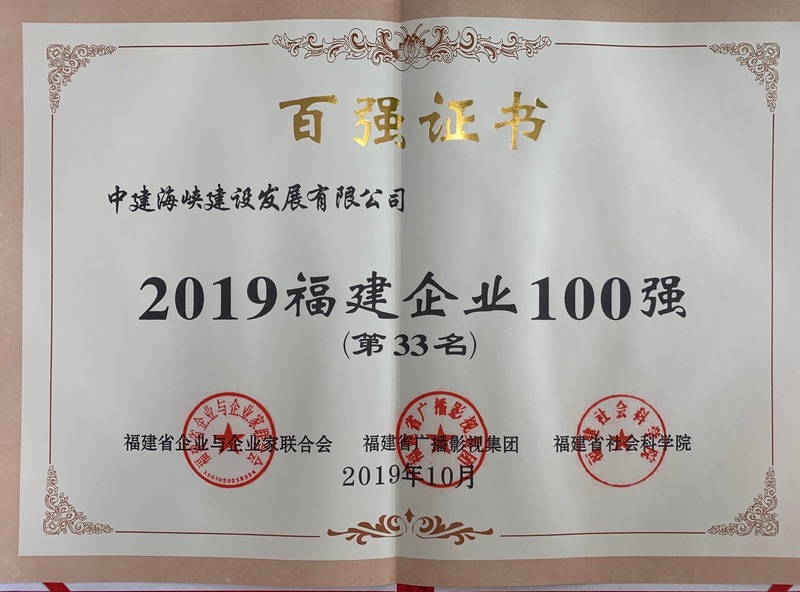 百强证书
中建海峡建设发展有限公司
2019福建企业100强
(第33名)
福建省企业与企业家联合会 福建省广播影视集团 福建省社会科学院
2019年10月